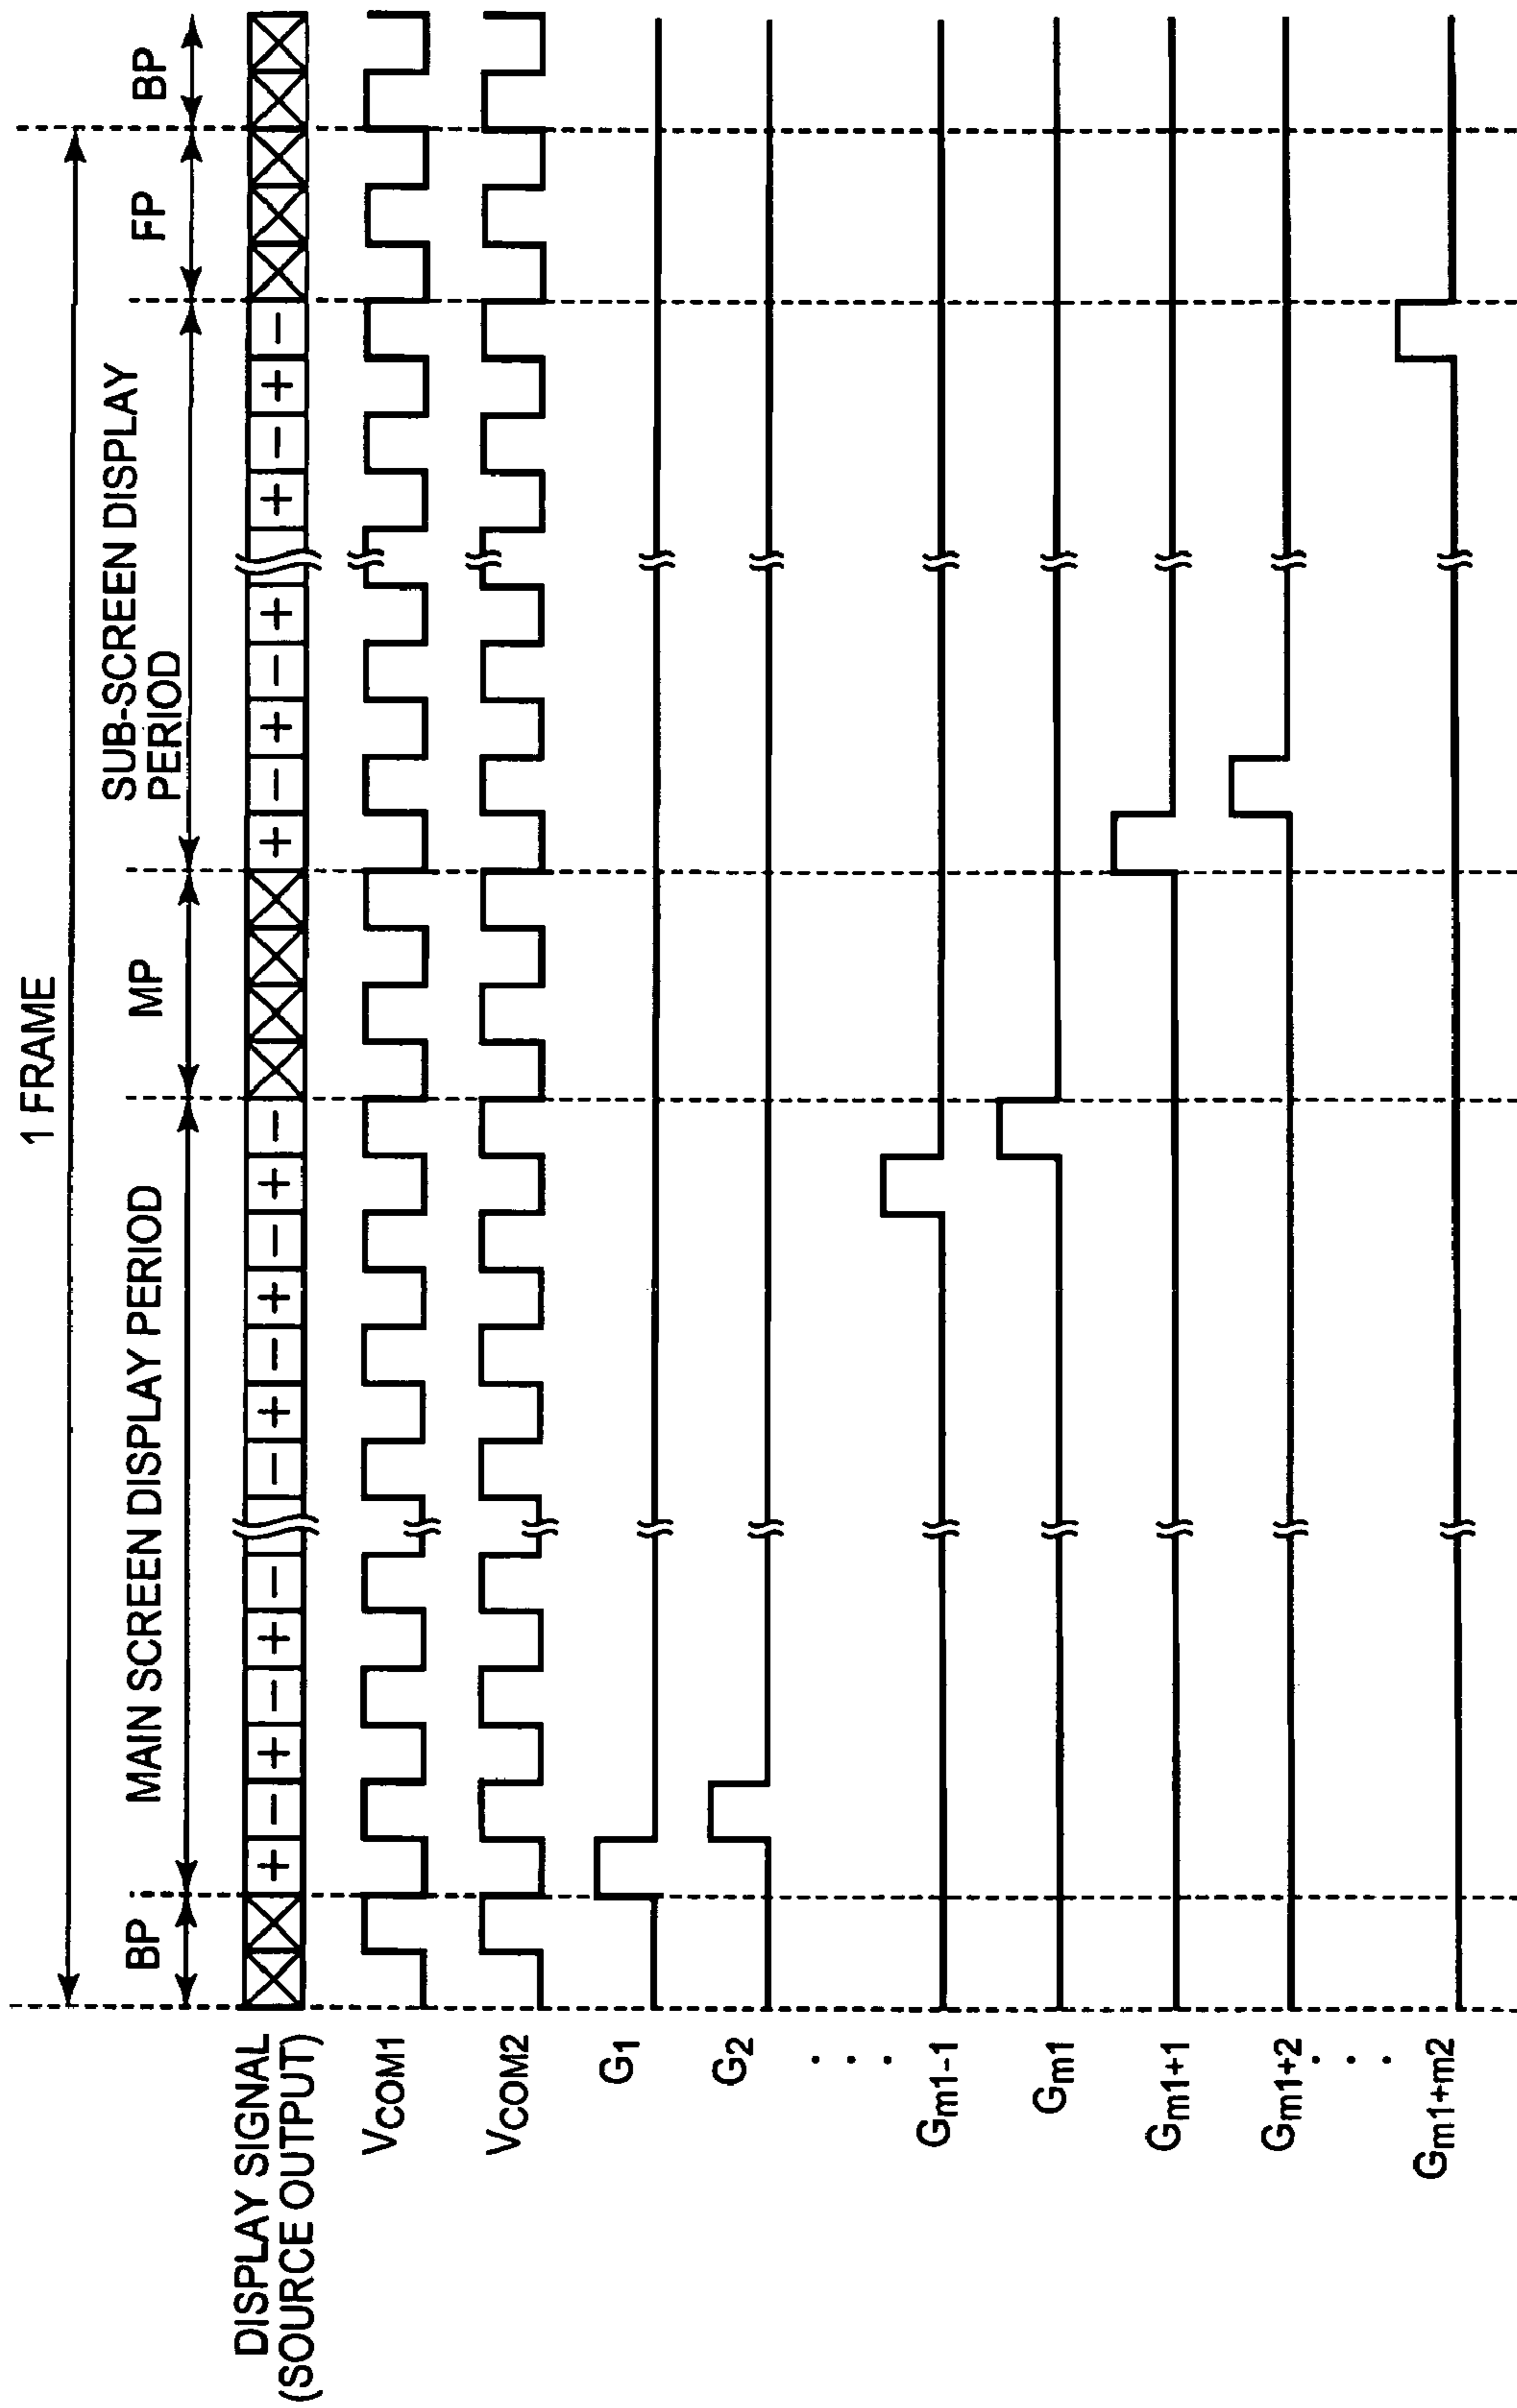 1 FRAME
BP
MAIN SCREEN DISPLAY PERIOD
MP
SUB-SCREEN DISPLAY
PERIOD
FP
BP
DISPLAY SIGNAL
(SOURCE OUTPUT)
+ − + − + − − + − + − + − + − + − + + − + −
VCOM1
VCOM2
G1
G2
. . .
Gm1-1
Gm1
Gm1+1
Gm1+2
. . .
Gm1+m2